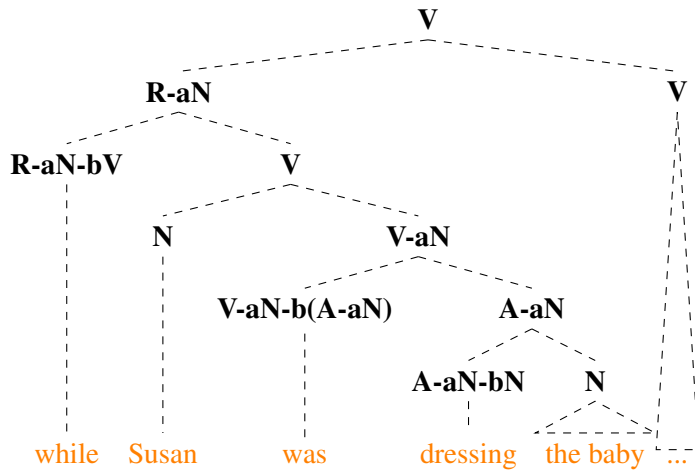 V
R-aN V
R-aN-bV V
N V-aN
V-aN-b(A-aN) A-aN
A-aN-bN N
while Susan was dressing the baby ...